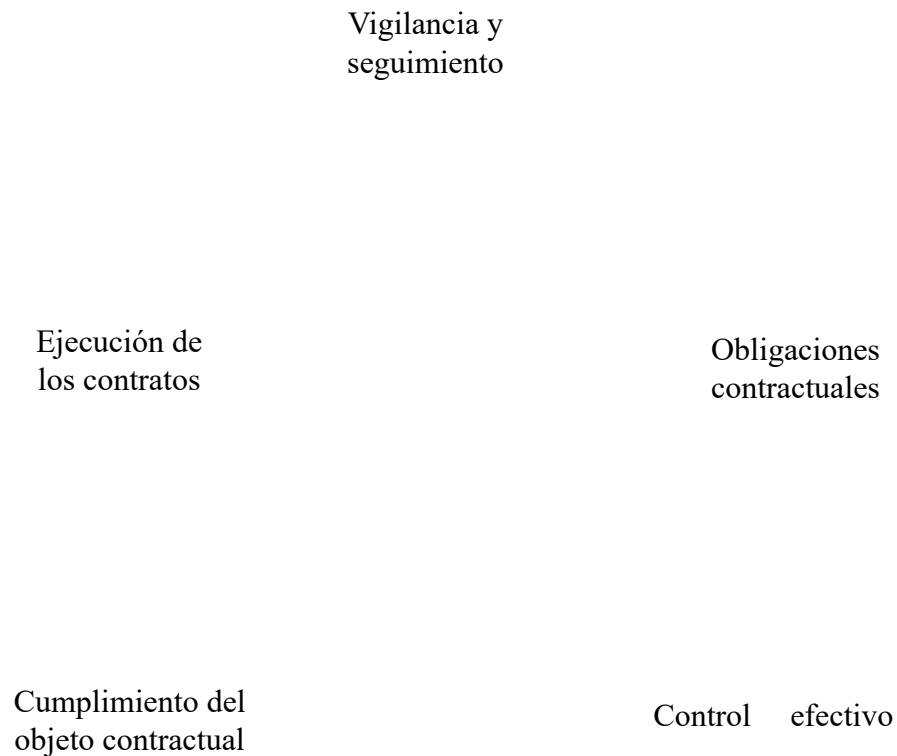 Vigilancia y
seguimiento
Ejecución de
los contratos
Obligaciones
contractuales
Cumplimiento del
objeto contractual
Control efectivo